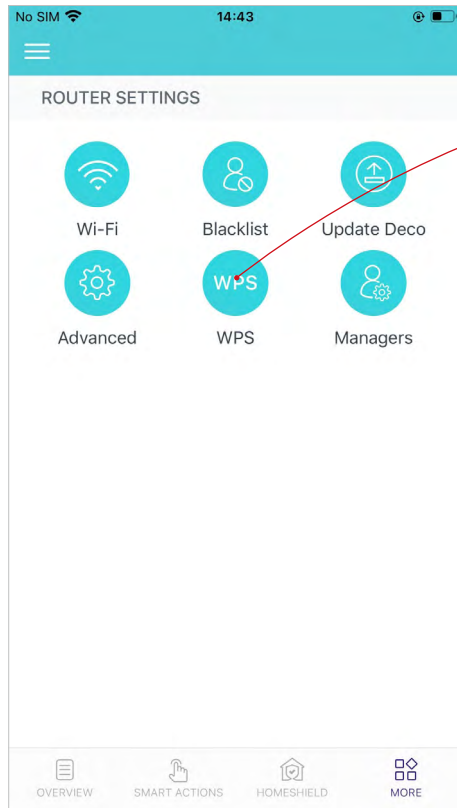 No SIM 14:43
ROUTER SETTINGS
Wi-Fi Blacklist Update Deco
WPS
Advanced WPS Managers
OVERVIEW SMART ACTIONS HOMESHIELD MORE